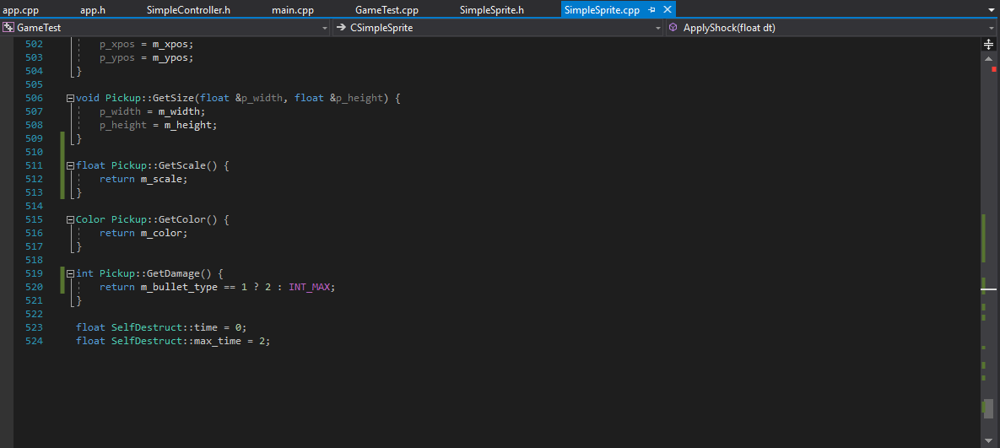 app.cpp app.h SimpleController.h main.cpp GameTest.cpp SimpleSprite.h SimpleSprite.cpp
GameTest CSimpleSprite ApplyShock(float dt)
502 p_xpos = m_xpos;
503 p_ypos = m_ypos;
504 }
505
506 void Pickup::GetSize(float &p_width, float &p_height) {
507 p_width = m_width;
508 p_height = m_height;
509 }
510
511 float Pickup::GetScale() {
512 return m_scale;
513 }
514
515 Color Pickup::GetColor() {
516 return m_color;
517 }
518
519 int Pickup::GetDamage() {
520 return m_bullet_type == 1 ? 2 : INT_MAX;
521 }
522
523 float SelfDestruct::time = 0;
524 float SelfDestruct::max_time = 2;